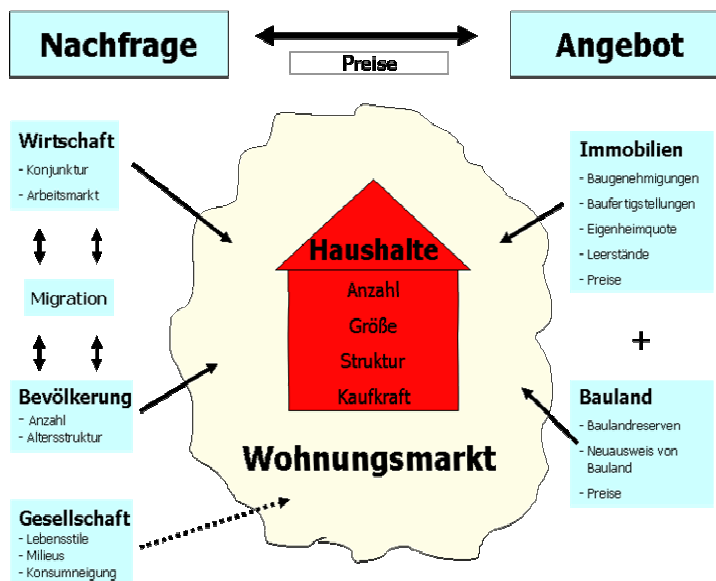 Nachfrage
Preise
Angebot
Wirtschaft
- Konjunktur
- Arbeitsmarkt
Migration
Bevölkerung
- Anzahl
- Altersstruktur
Gesellschaft
- Lebensstile
- Milieus
- Konsumneigung
Haushalte
Anzahl
Größe
Struktur
Kaufkraft
Wohnungsmarkt
Immobilien
- Baugenehmigungen
- Baufertigstellungen
- Eigenheimquote
- Leerstände
- Preise
+
Bauland
- Baulandreserven
- Neuausweis von
Bauland
- Preise